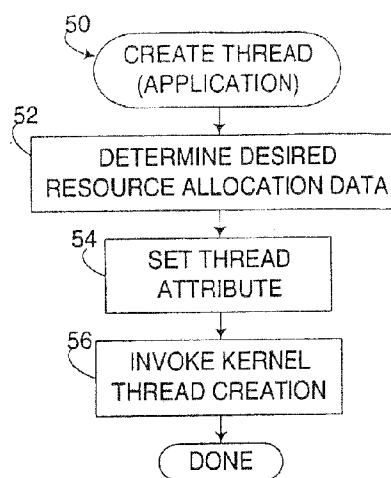 50
CREATE THREAD
(APPLICATION)
52
DETERMINE DESIRED
RESOURCE ALLOCATION DATA
54
SET THREAD
ATTRIBUTE
56
INVOKE KERNEL
THREAD CREATION
DONE